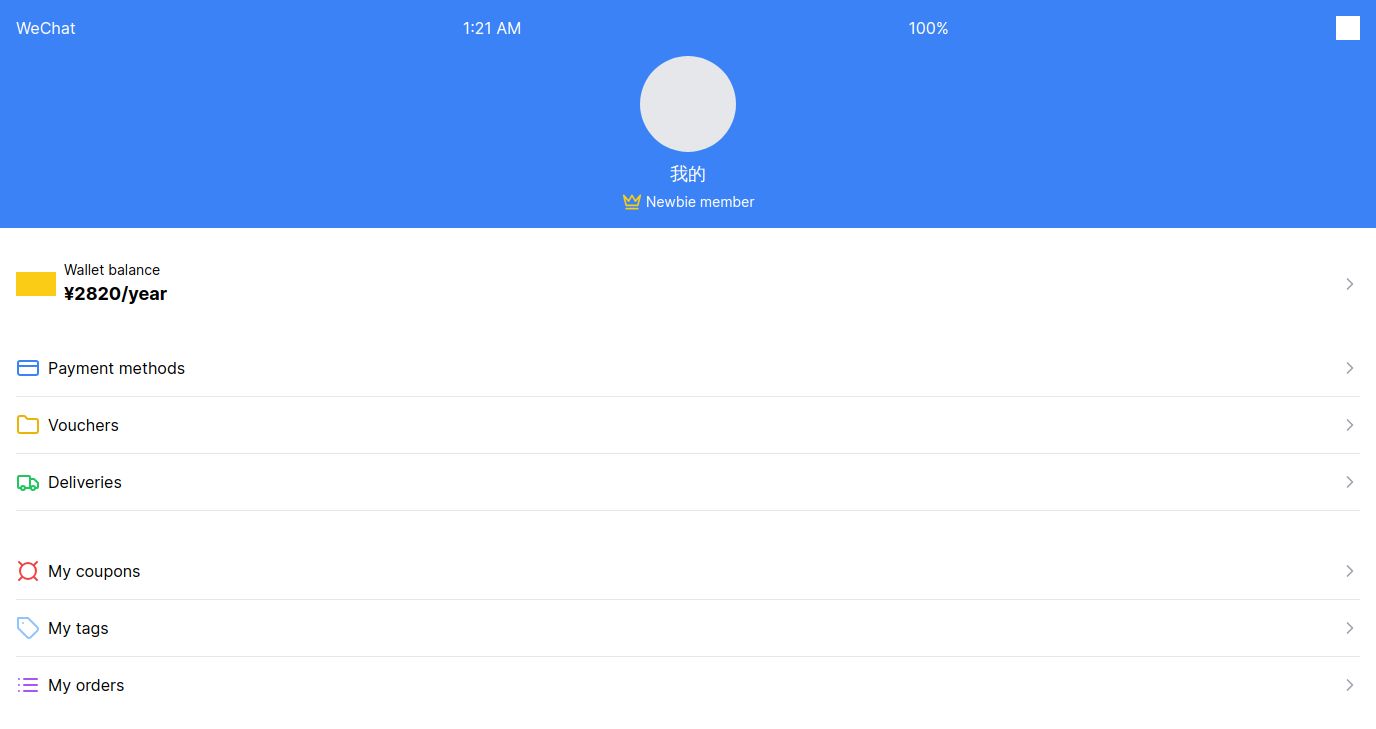 WeChat 1:21 AM 100%
我的
Newbie member
Wallet balance
¥2820/year
Payment methods
Vouchers
Deliveries
My coupons
My tags
My orders